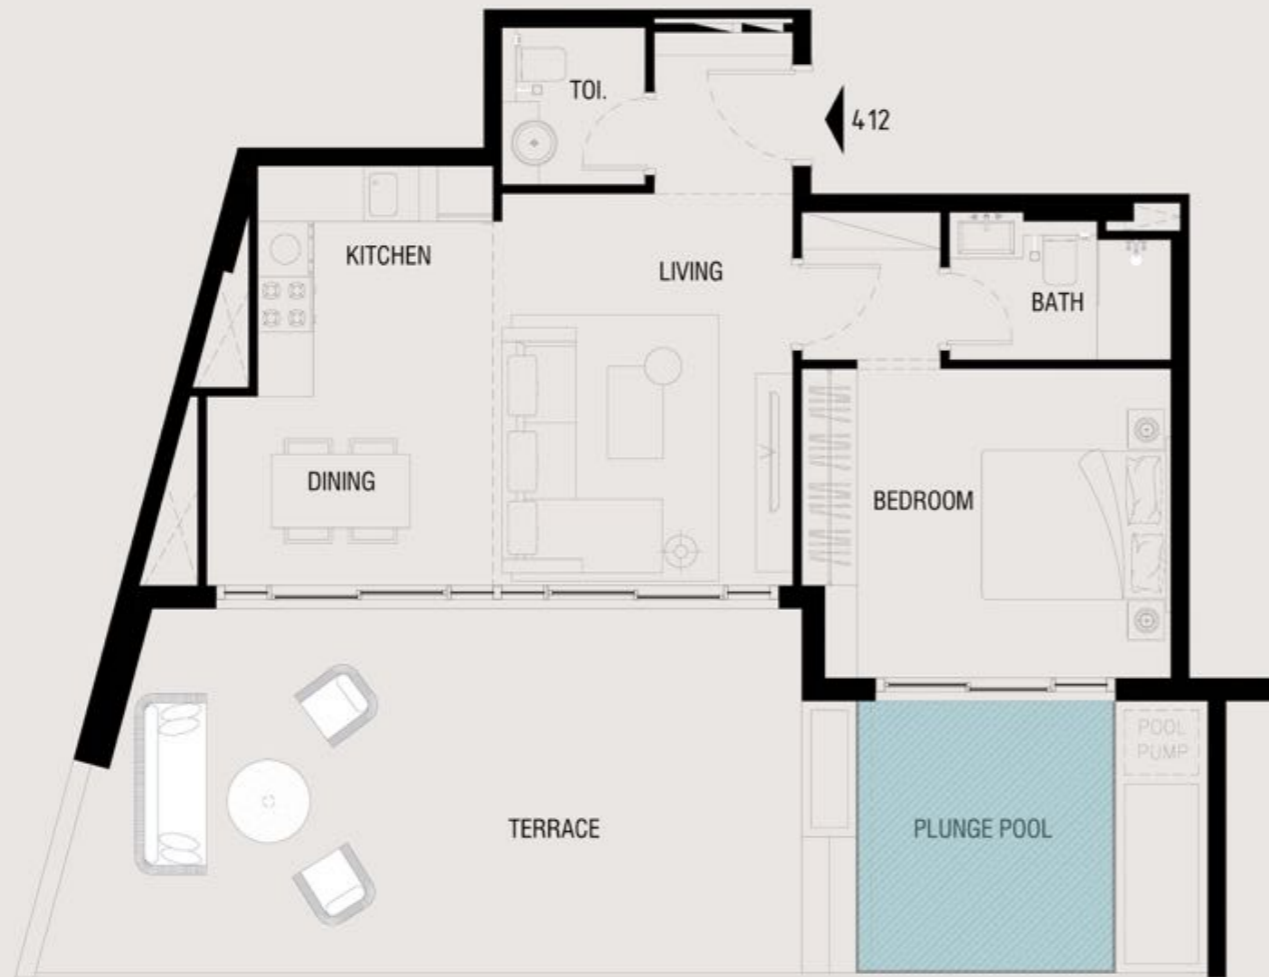 TOI.
412
KITCHEN
LIVING
BATH
DINING
BEDROOM
POOL
PUMP
TERRACE
PLUNGE POOL